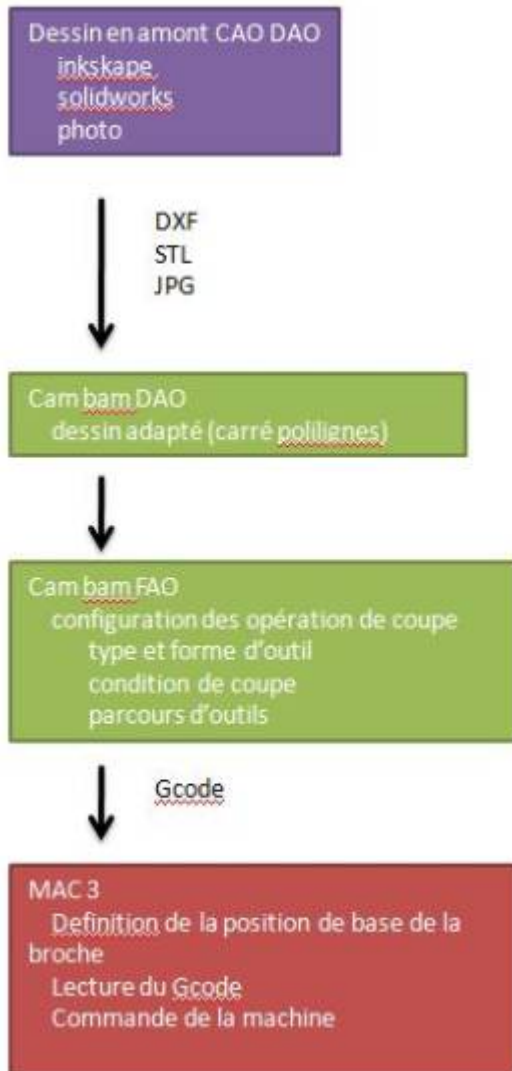 Dessin en amont CAO DAO
inkskape
solidworks
photo
DXF
STL
JPG
Cam bam DAO
dessin adapté (carré polilignes)
Cam bam FAO
configuration des opération de coupe
type et forme d'outil
condition de coupe
parcours d'outils
Gcode
MAC 3
Definition de la position de base de la
broche
Lecture du Gcode
Commande de la machine